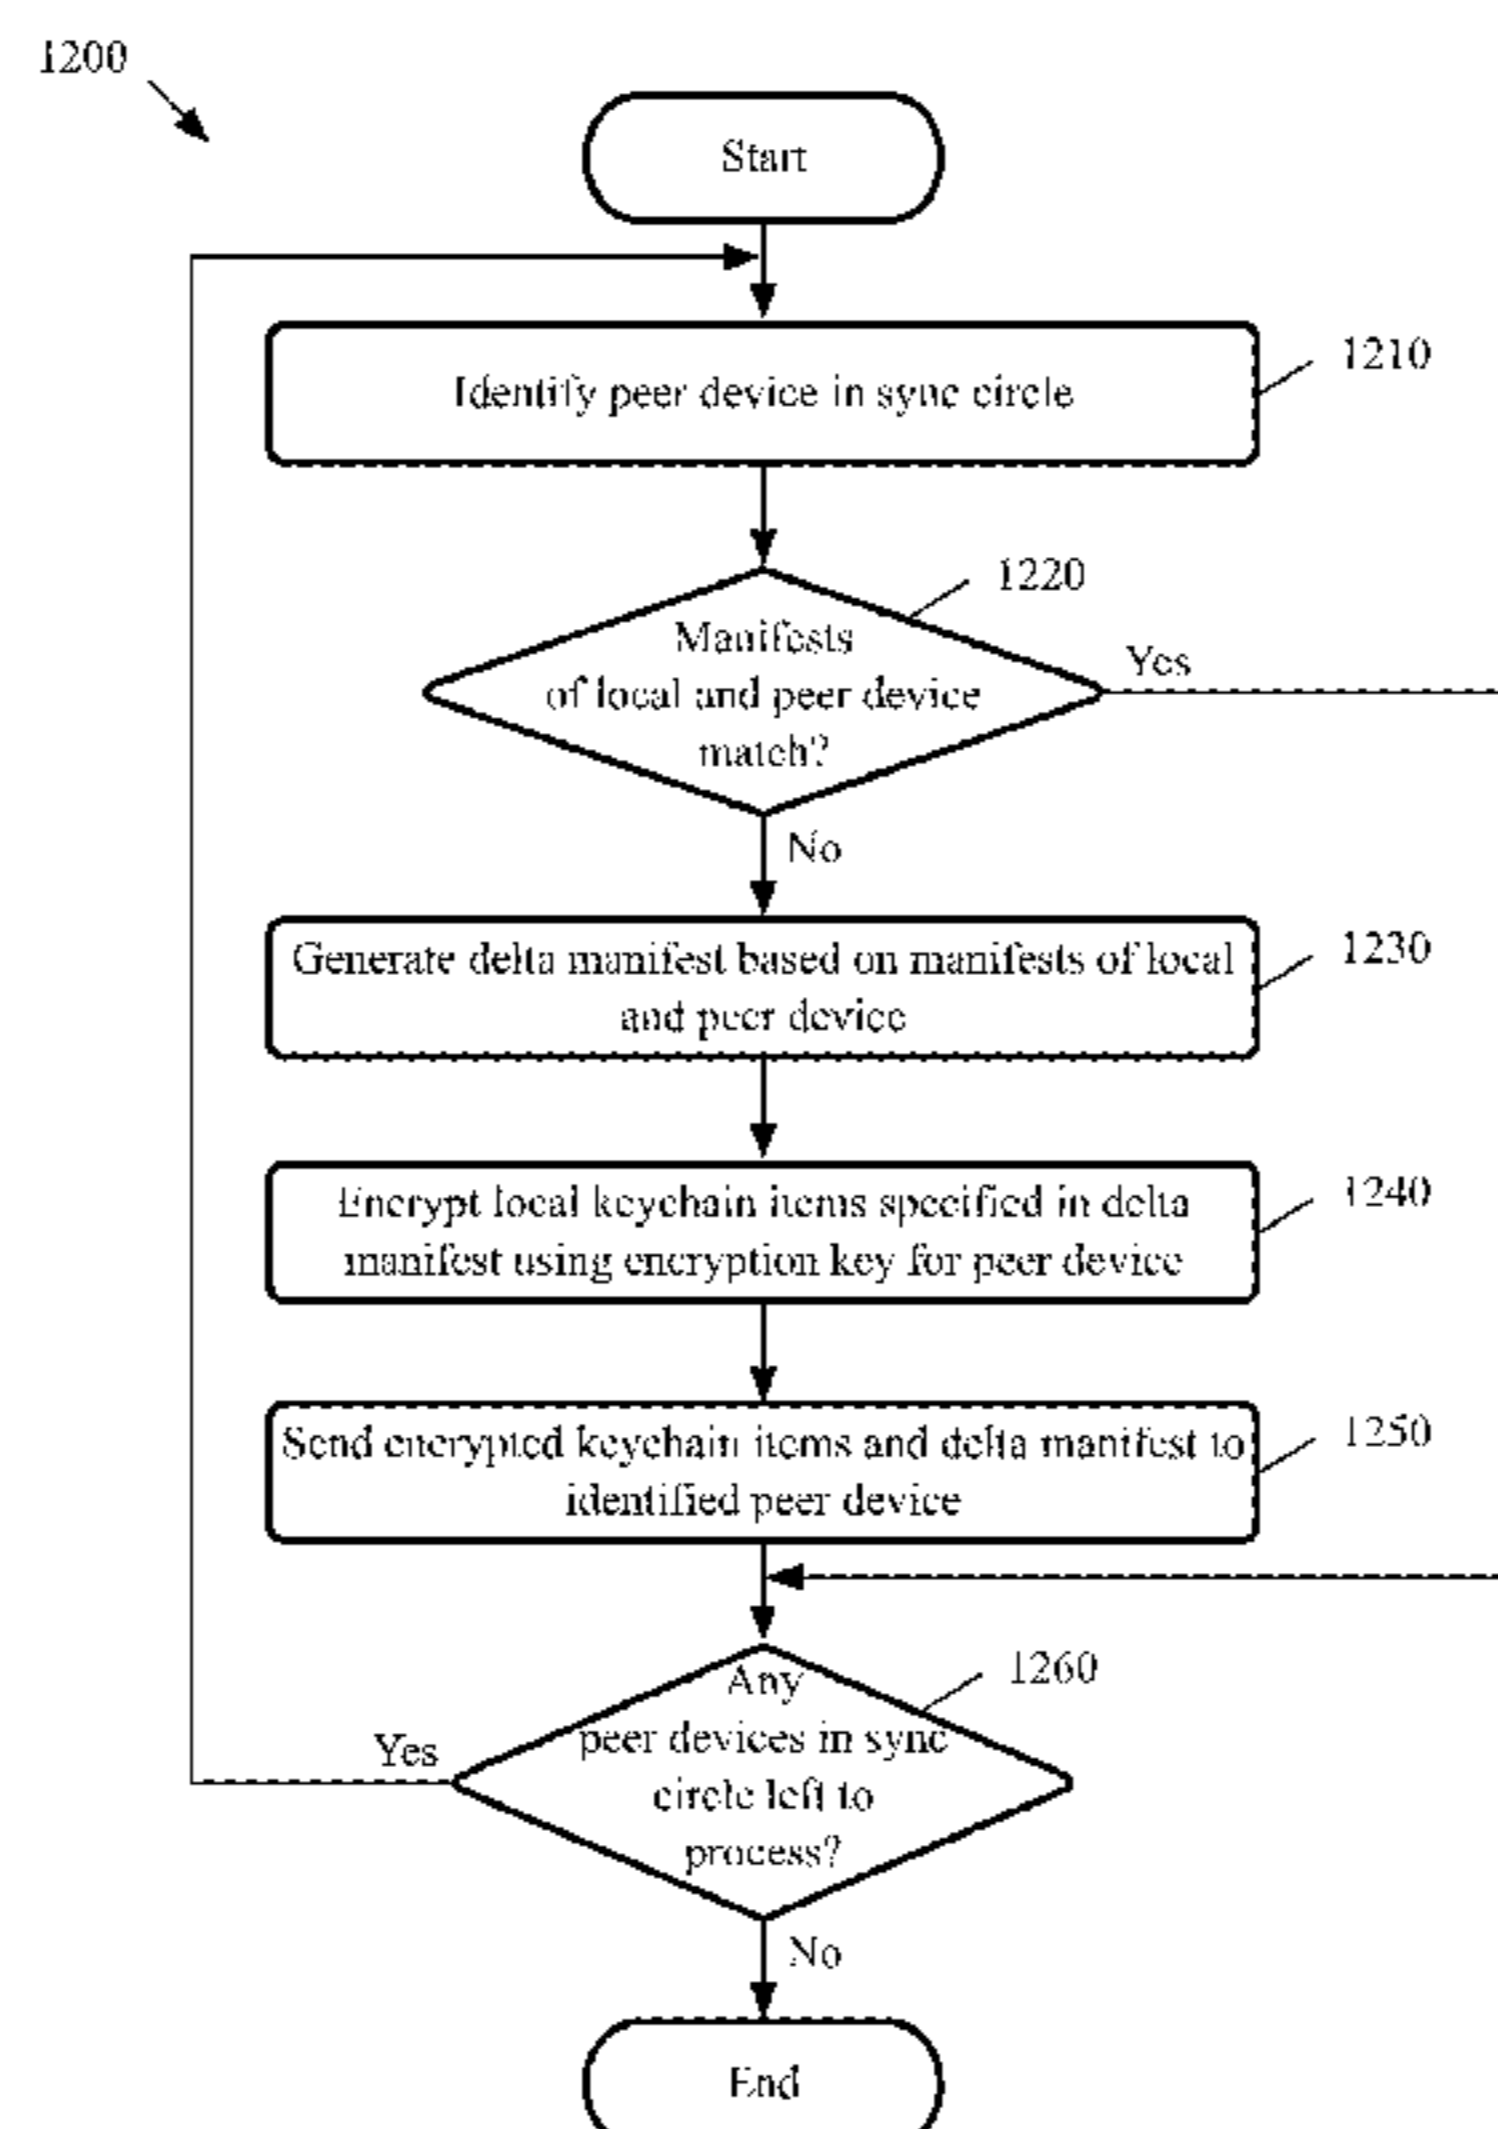 1200
Start
Identify peer device in sync circle
1210
1220
Manifests
of local and peer device
match?
Yes
No
Generate delta manifest based on manifests of local
and peer device
1230
Encrypt local keychain items specified in delta
manifest using encryption key for peer device
1240
Send encrypted keychain items and delta manifest to
identified peer device
1250
1260
Any
peer devices in sync
circle left to
process?
Yes
No
End